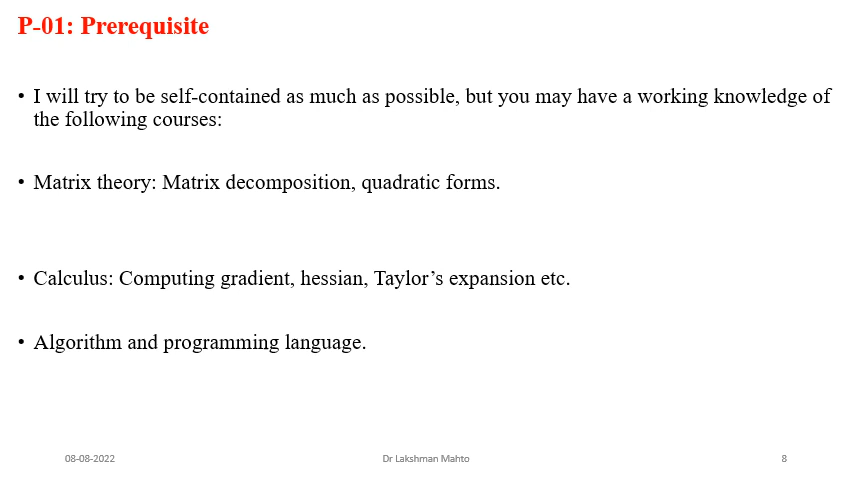 P-01: Prerequisite
• I will try to be self-contained as much as possible, but you may have a working knowledge of
the following courses:
• Matrix theory: Matrix decomposition, quadratic forms.
• Calculus: Computing gradient, hessian, Taylor’s expansion etc.
• Algorithm and programming language.
08-08-2022
Dr Lakshman Mahto
8